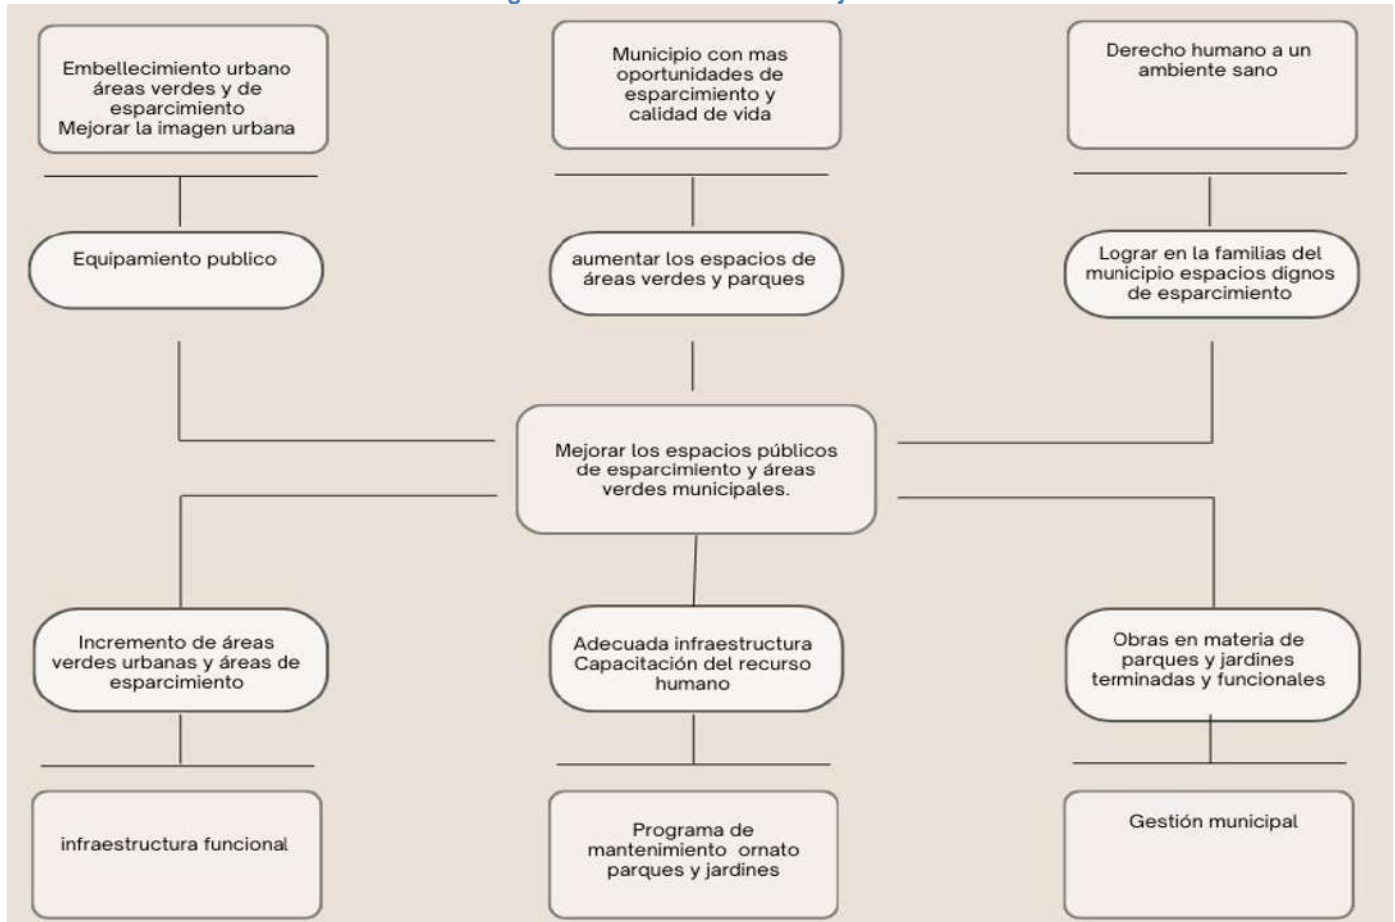 Embellecimiento urbano
áreas verdes y de
esparcimiento
Mejorar la imagen urbana
Municipio con mas
oportunidades de
esparcimiento y
calidad de vida
Derecho humano a un
ambiente sano
Equipamiento publico
aumentar los espacios de
áreas verdes y parques
Lograr en la familias del
municipio espacios dignos
de esparcimiento
Mejorar los espacios públicos
de esparcimiento y áreas
verdes municipales.
Incremento de áreas
verdes urbanas y áreas de
esparcimiento
Adecuada infraestructura
Capacitación del recurso
humano
Obras en materia de
parques y jardines
terminadas y funcionales
infraestructura funcional
Programa de
mantenimiento ornato
parques y jardines
Gestión municipal